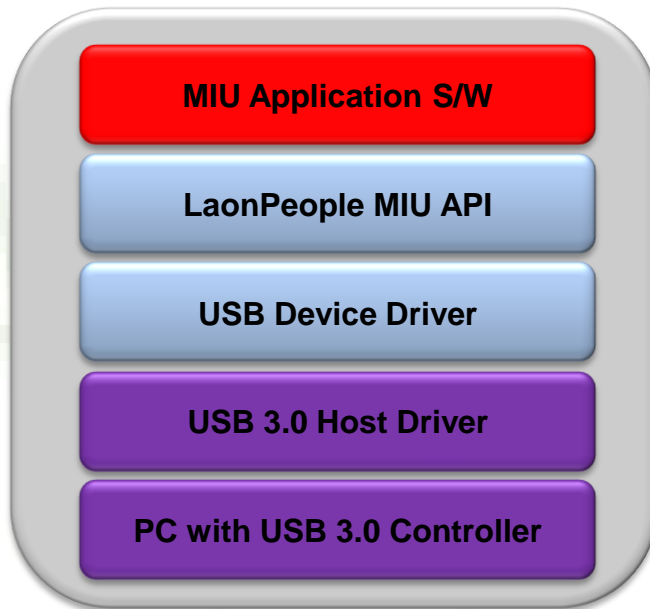 MIU Application S/W
LaonPeople MIU API
USB Device Driver
USB 3.0 Host Driver
PC with USB 3.0 Controller